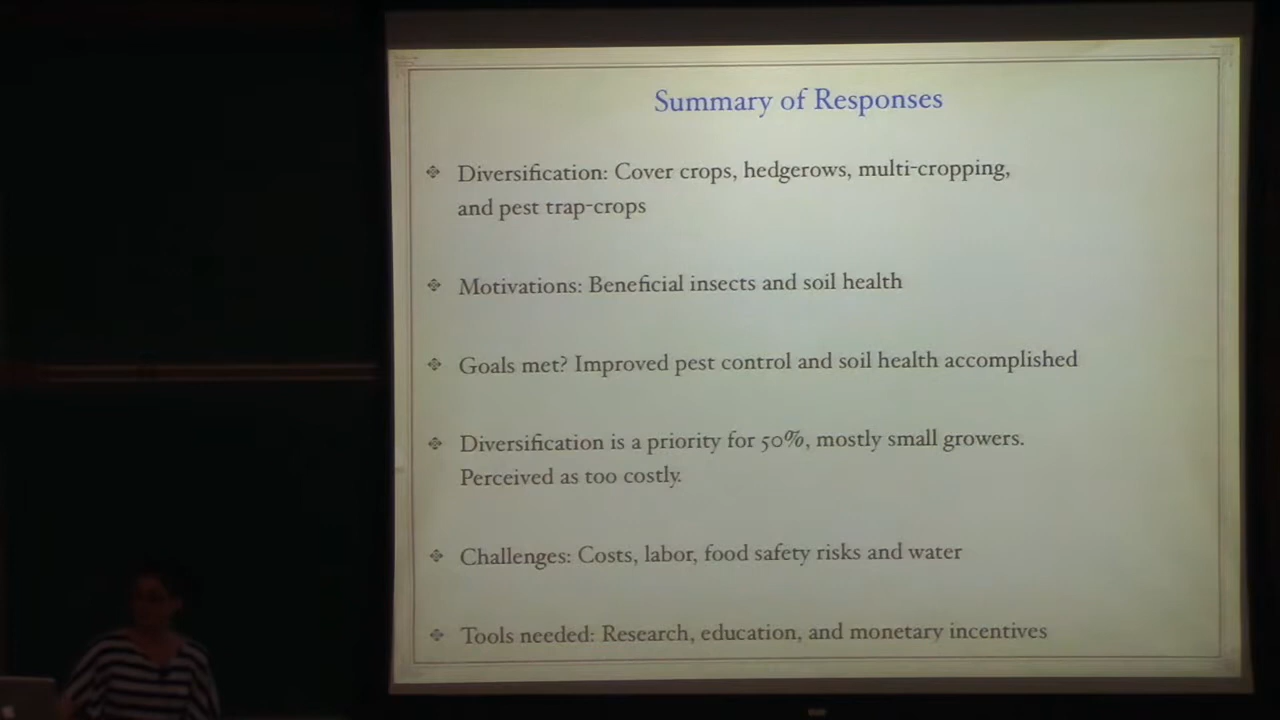 Summary of Responses
Diversification: Cover crops, hedgerows, multi-cropping,
and pest trap-crops
Motivations: Beneficial insects and soil health
Goals met? Improved pest control and soil health accomplished
Diversification is a priority for 50%, mostly small growers.
Perceived as too costly.
Challenges: Costs, labor, food safety risks and water
Tools needed: Research, education, and monetary incentives